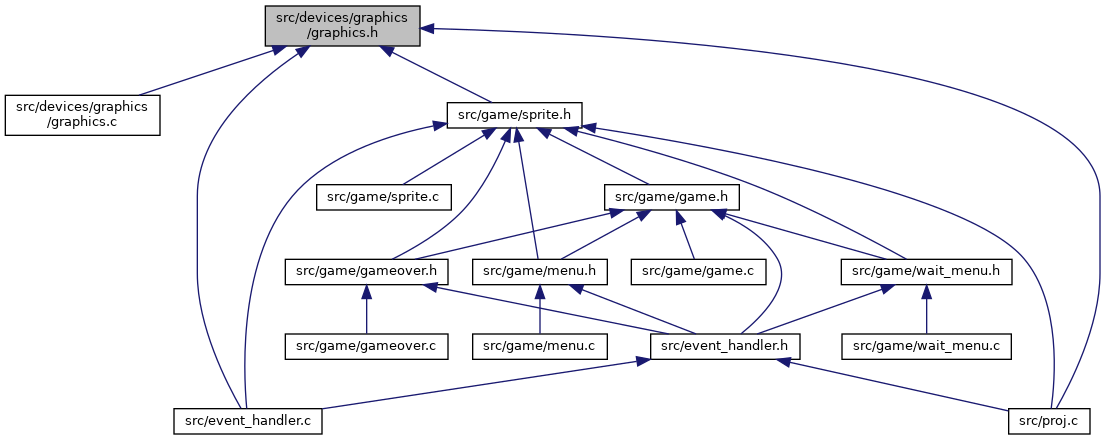 src/devices/graphics
/graphics.h
src/devices/graphics
/graphics.c
src/game/sprite.h
src/game/sprite.c
src/game/game.h
src/game/gameover.h
src/game/menu.h
src/game/game.c
src/game/wait_menu.h
src/game/gameover.c
src/game/menu.c
src/event_handler.h
src/game/wait_menu.c
src/event_handler.c
src/proj.c